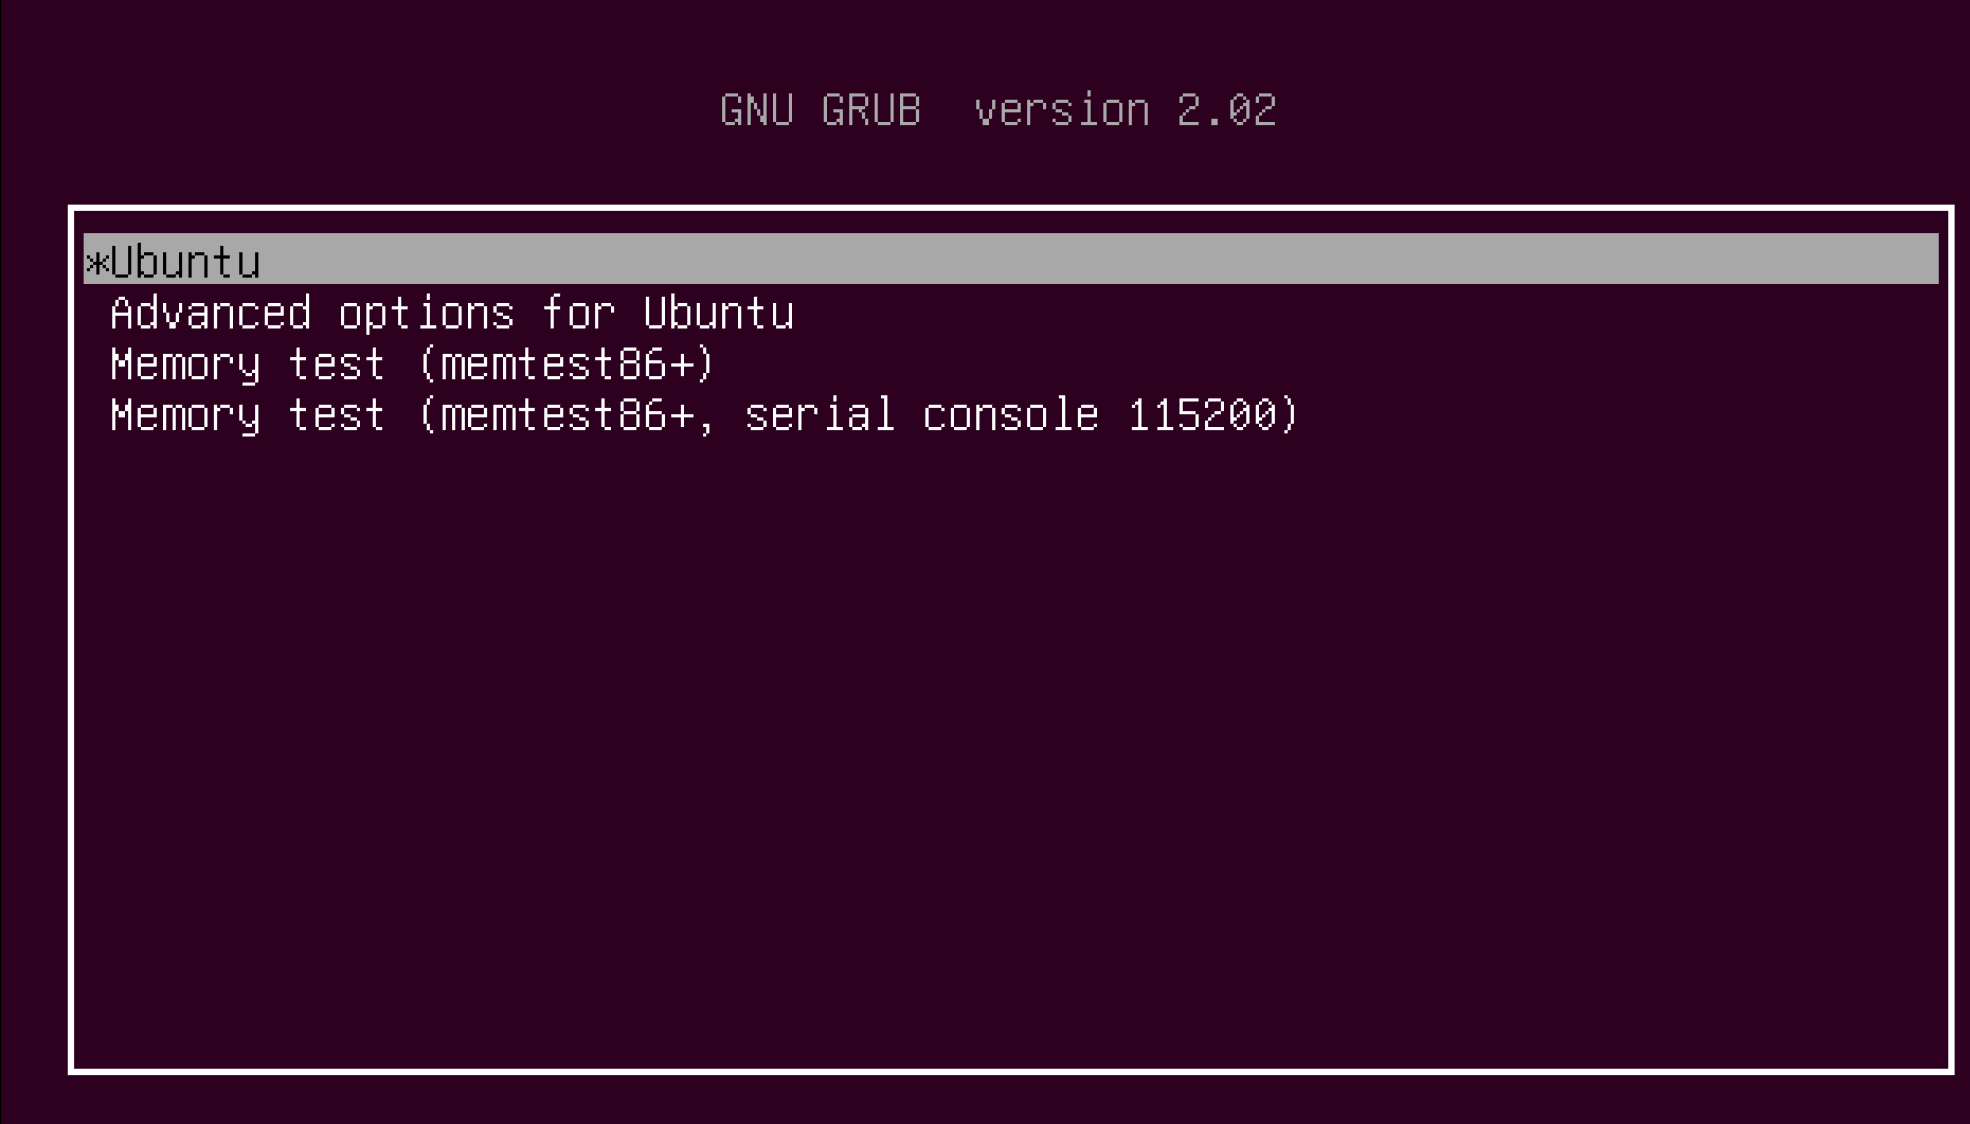 GNU GRUB  version 2.02
*Ubuntu
Advanced options for Ubuntu
Memory test (memtest86+)
Memory test (memtest86+, serial console 115200)